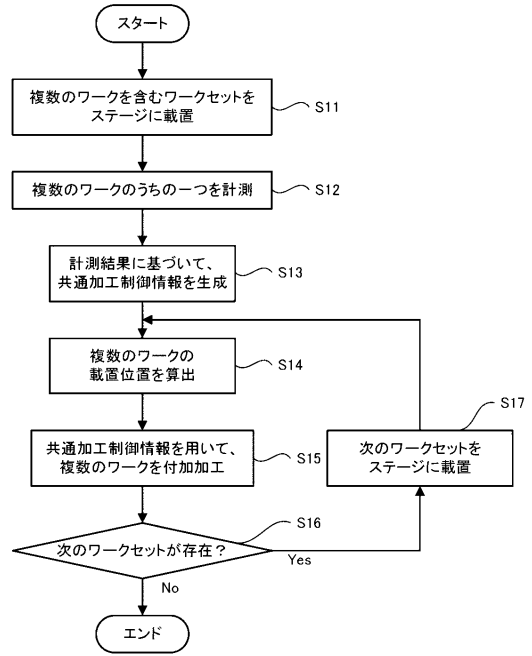 スタート
複数のワークを含むワークセットを
ステージに載置
S11
複数のワークのうちの一つを計測
S12
計測結果に基づいて、
共通加工制御情報を生成
S13
複数のワークの
載置位置を算出
S14
共通加工制御情報を用いて、
複数のワークを付加加工
S15
次のワークセットが存在?
S16
Yes
No
次のワークセットを
ステージに載置
S17
エンド